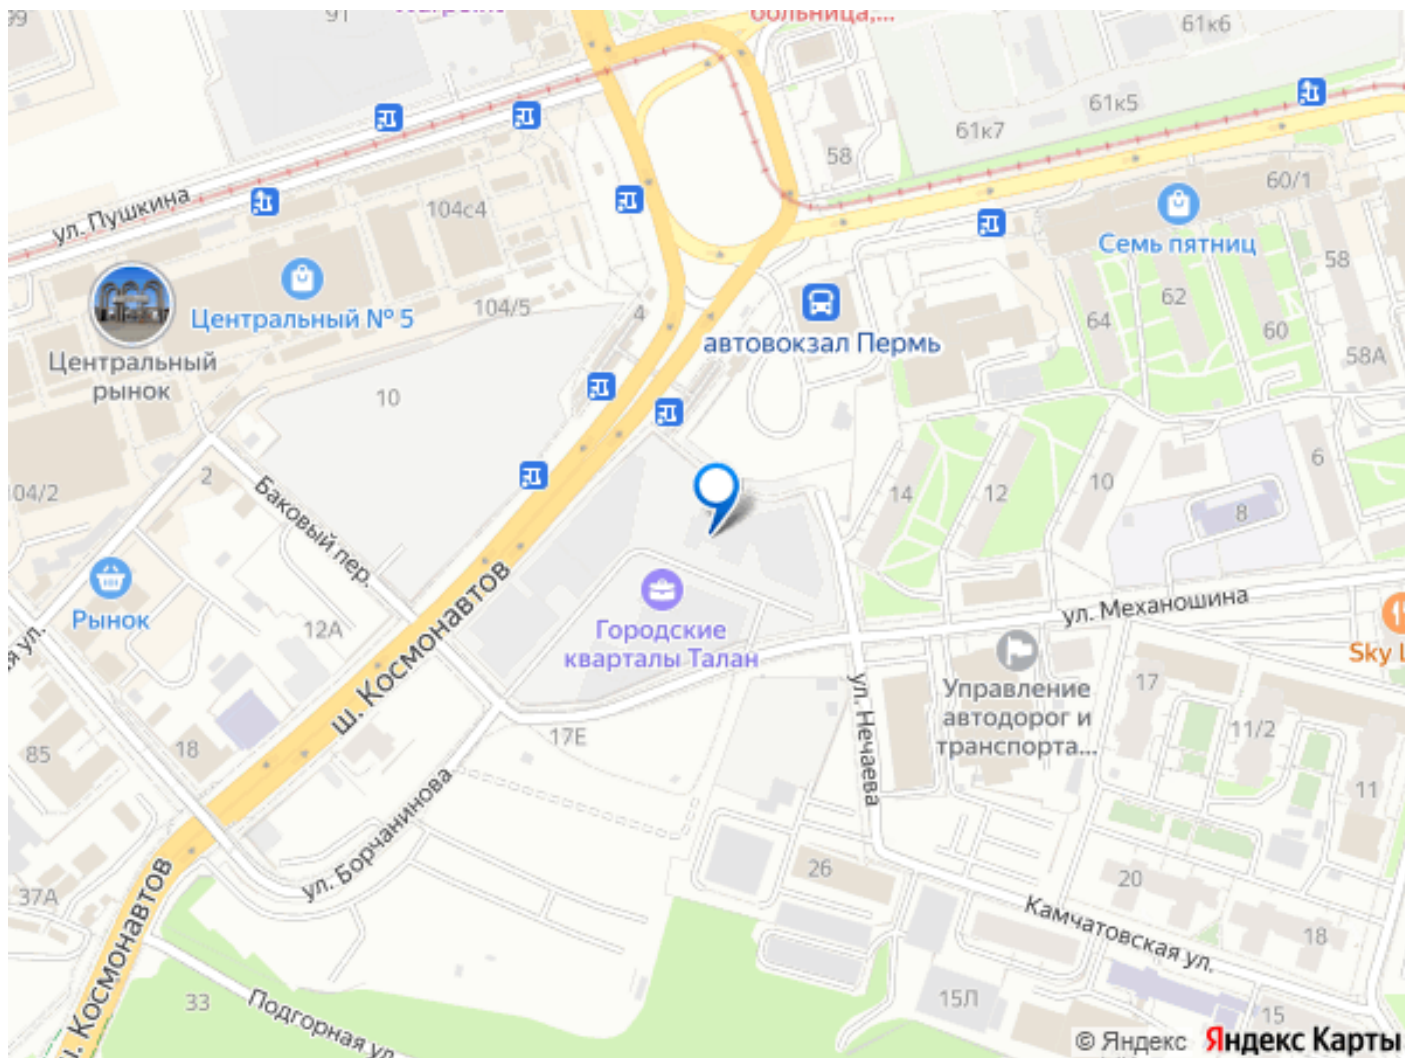 99
91
больница,...
61к6
61к5
61к7
58
60/1
ул. Пушкина
104с4
Семь пятниц
58
62
64
60
58А
Центральный № 5
104/5
4
автовокзал Пермь
Центральный
рынок
10
2
104/2
Баковый пер.
14
12
10
6
8
Рынок
12А
ш. Космонавтов
Городские
кварталы Талан
ул. Механошина
Sky L
Управление
автодорог и
транспорта...
17
11/2
11
ул. Нечаева
17Е
18
85
ул. Борчанинова
37А
26
20
18
Камчатовская ул.
ш. Космонавтов
33
Подгорная ул.
15Л
15
© Яндекс Яндекс Карты